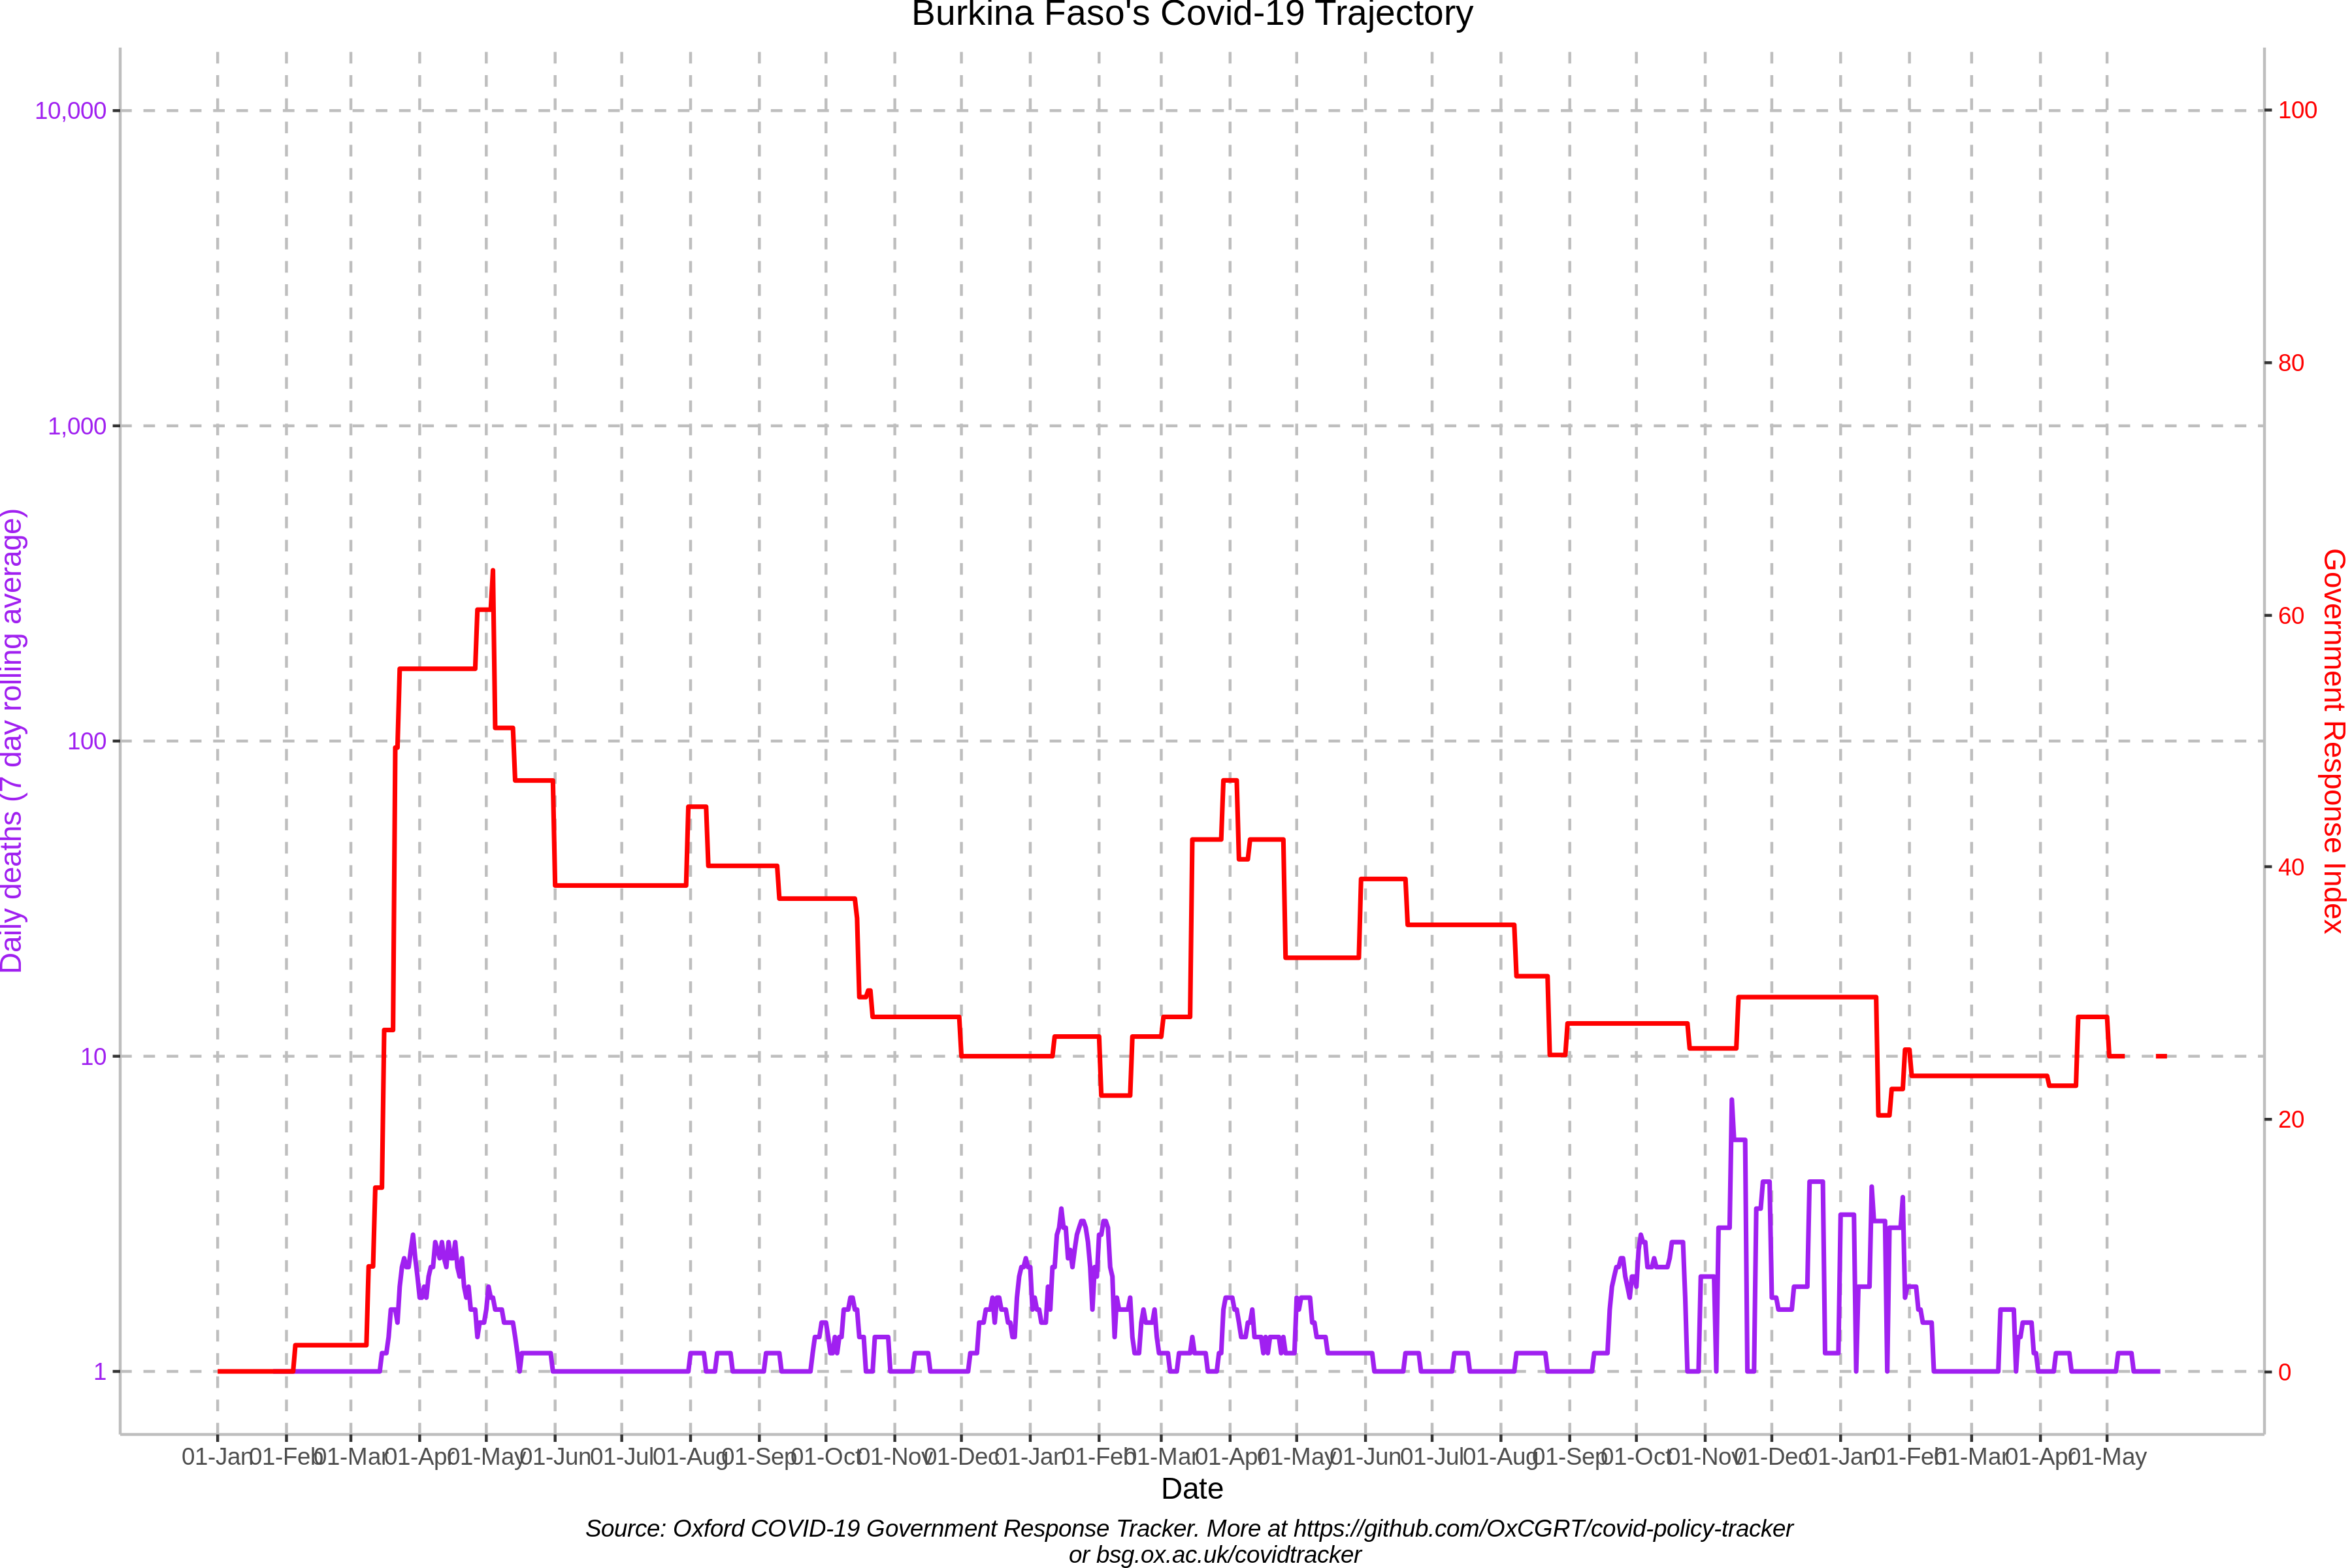 Burkina Faso's Covid-19 Trajectory
10,000
1,000
100
10
1
Daily deaths (7 day rolling average)
100
80
60
40
20
0
Government Response Index
01-Jan 01-Feb 01-Mar 01-Apr 01-May 01-Jun 01-Jul 01-Aug 01-Sep 01-Oct 01-Nov 01-Dec 01-Jan 01-Feb 01-Mar 01-Apr 01-May 01-Jun 01-Jul 01-Aug 01-Sep 01-Oct 01-Nov 01-Dec 01-Jan 01-Feb 01-Mar 01-Apr 01-May
Date
Source: Oxford COVID-19 Government Response Tracker. More at https://github.com/OxCGRT/covid-policy-tracker
or bsg.ox.ac.uk/covidtracker